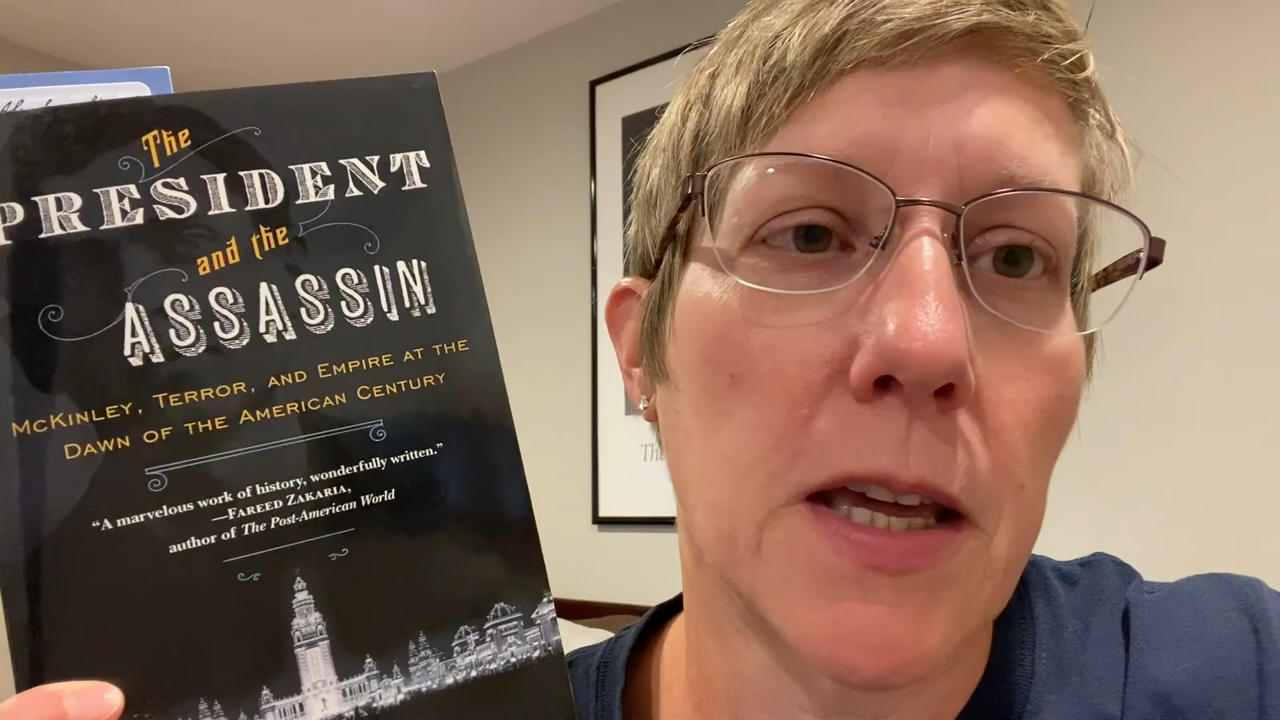 The
PRESIDENT
and the
ASSASSIN
MCKINLEY, TERROR, AND EMPIRE AT THE
DAWN OF THE AMERICAN CENTURY
“A marvelous work of history, wonderfully written.”
—FAREED ZAKARIA,
author of The Post-American World
The